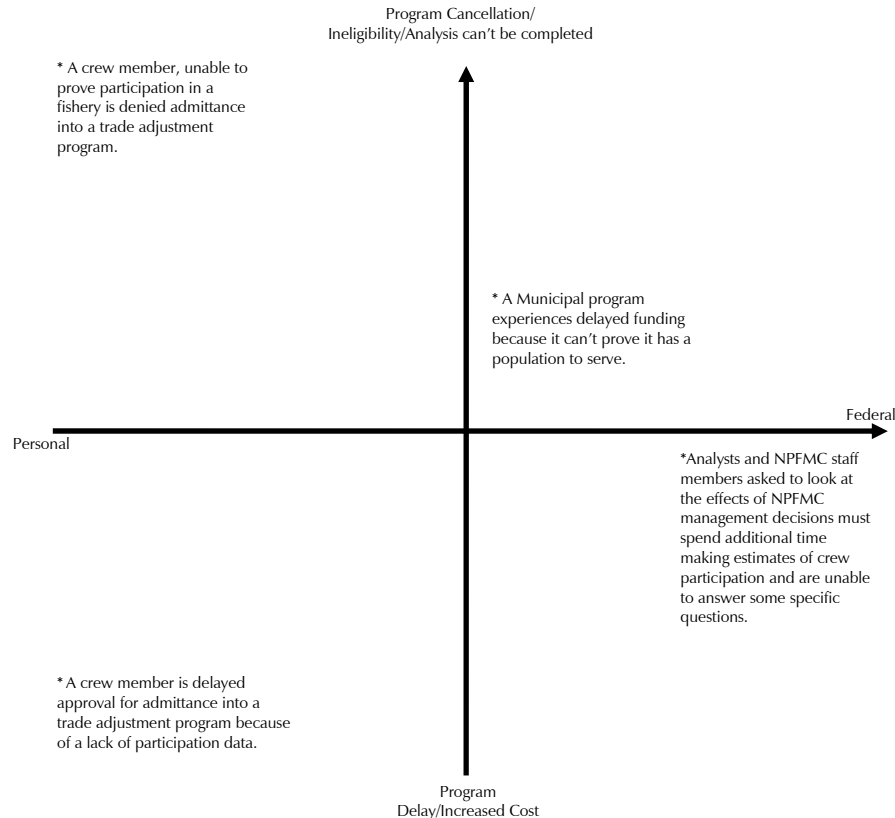 Program Cancellation/
Ineligibility/Analysis can’t be completed
* A crew member, unable to
prove participation in a
fishery is denied admittance
into a trade adjustment
program.
* A Municipal program
experiences delayed funding
because it can’t prove it has a
population to serve.
Federal
Personal
*Analysts and NPFMC staff
members asked to look at
the effects of NPFMC
management decisions must
spend additional time
making estimates of crew
participation and are unable
to answer some specific
questions.
* A crew member is delayed
approval for admittance into a
trade adjustment program because
of a lack of participation data.
Program
Delay/Increased Cost